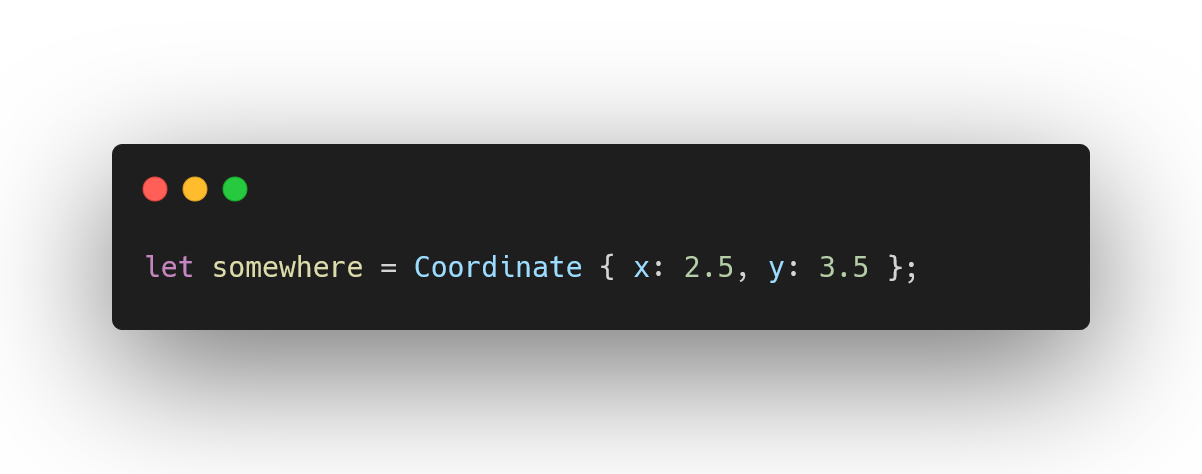 let somewhere = Coordinate { x: 2.5, y: 3.5 };